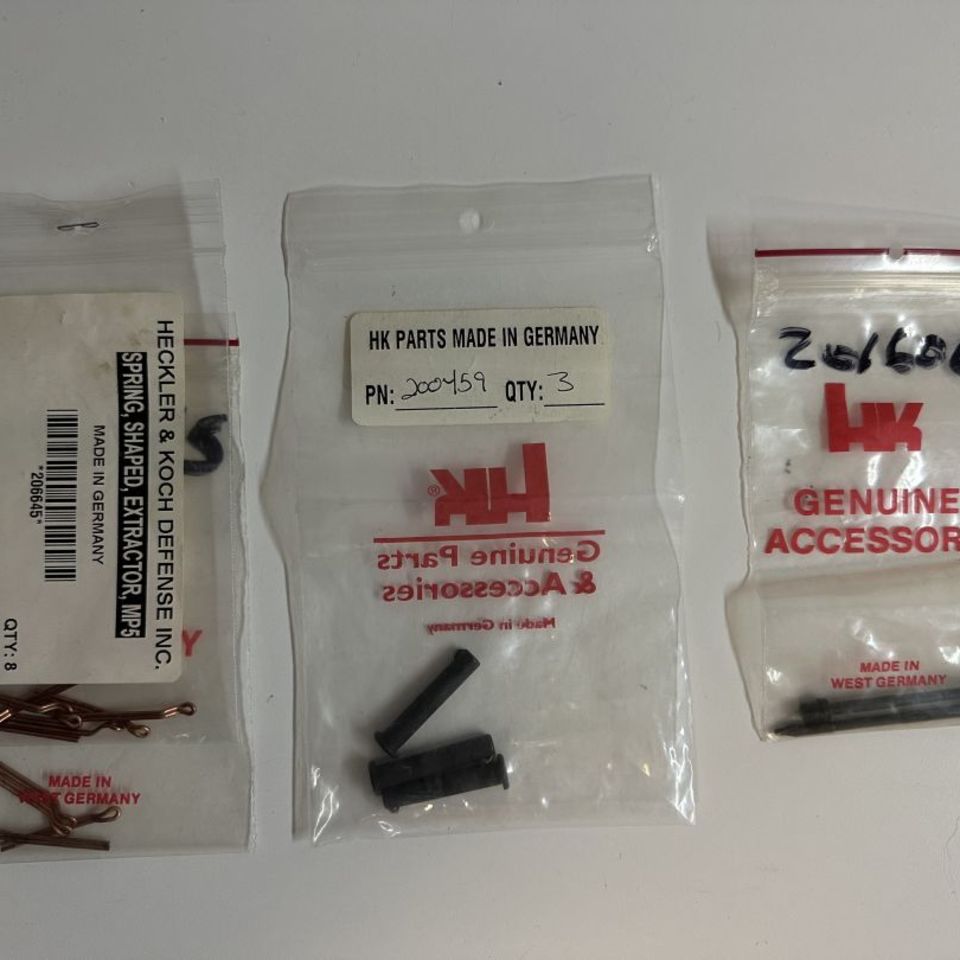 HECKLER & KOCH DEFENSE INC.
SPRING, SHAPED, EXTRACTOR, MP5
MADE IN GERMANY
*206645*
QTY: 8
S
Y
MADE IN
WEST GERMANY
HK PARTS MADE IN GERMANY
PN: 200459 QTY: 3
HK®
Genuine Parts
& Accessories
Made in Germany
HK
GENUINE
ACCESSOR
MADE IN
WEST GERMANY